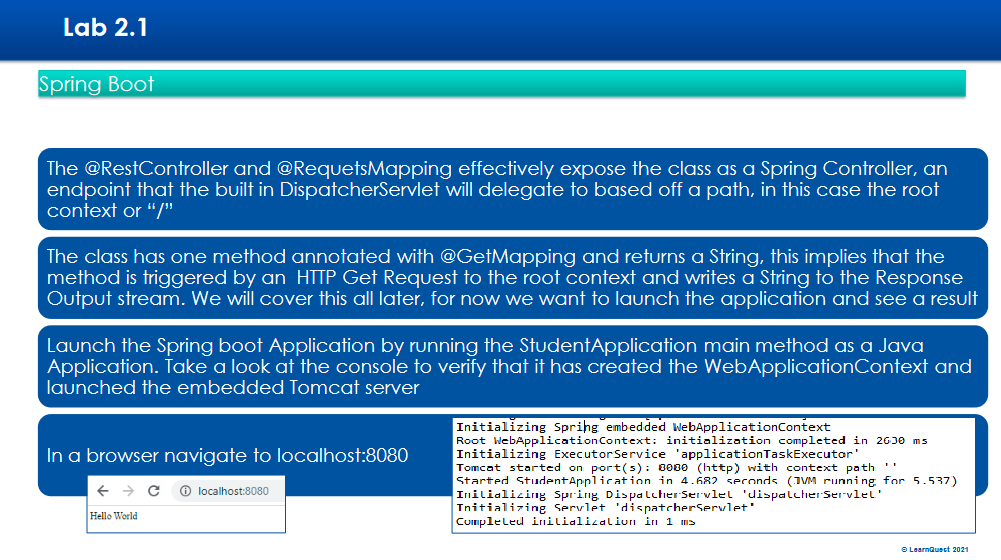 Lab 2.1
Spring Boot
The @RestController and @RequetsMapping effectively expose the class as a Spring Controller, an
endpoint that the built in DispatcherServlet will delegate to based off a path, in this case the root
context or “/”
The class has one method annotated with @GetMapping and returns a String, this implies that the
method is triggered by an HTTP Get Request to the root context and writes a String to the Response
Output stream. We will cover this all later, for now we want to launch the application and see a result
Launch the Spring boot Application by running the StudentApplication main method as a Java
Application. Take a look at the console to verify that it has created the WebApplicationContext and
launched the embedded Tomcat server
In a browser navigate to localhost:8080
localhost:8080
Hello World
Initializing Spring embedded WebApplicationContext
Root WebApplicationContext: initialization completed in 2630 ms
Initializing ExecutorService 'applicationTaskExecutor'
Tomcat started on port(s): 8080 (http) with context path ''
Started StudentApplication in 4.682 seconds (JVM running for 5.537)
Initializing Spring DispatcherServlet 'dispatcherServlet'
Initializing Servlet 'dispatcherServlet'
Completed initialization in 1 ms
© LearnQuest 2021